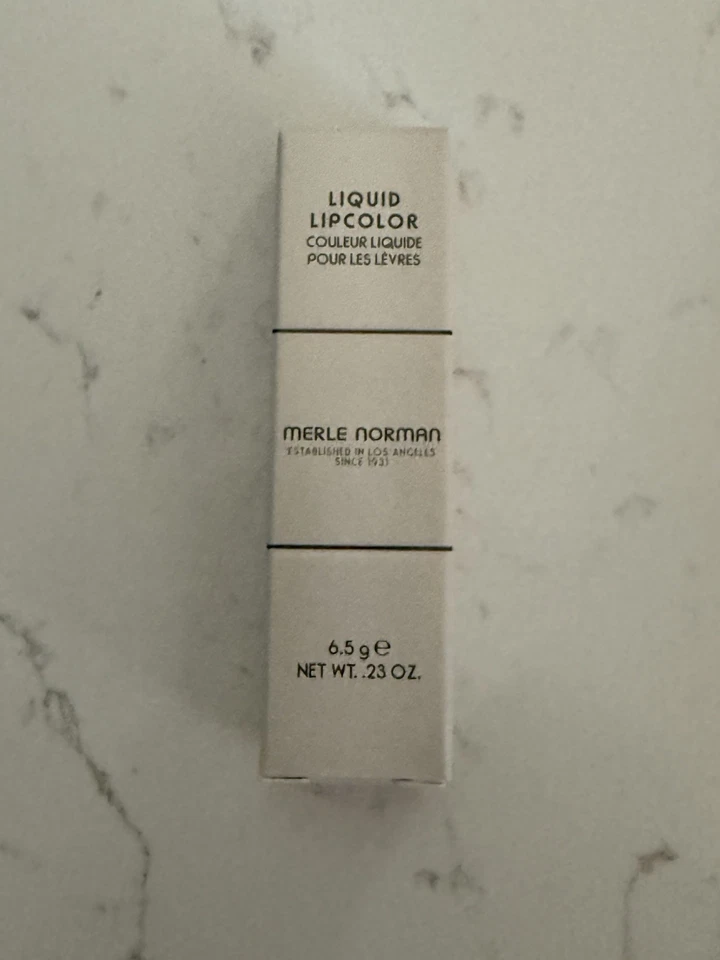 LIQUID
LIPCOLOR
COULEUR LIQUIDE
POUR LES LÈVRES
MERLE NORMAN
ESTABLISHED IN LOS ANGELES
SINCE 1931
6.5 g ℮
NET WT. .23 OZ.